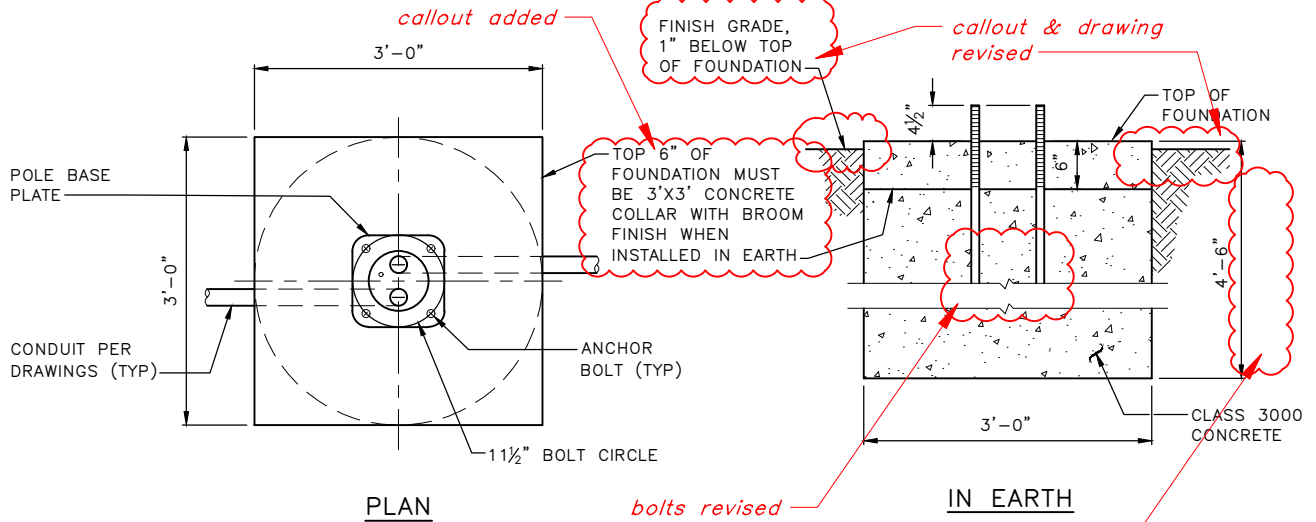 callout added
FINISH GRADE,
1" BELOW TOP
OF FOUNDATION
callout & drawing
revised
3'-0"
4½"
TOP OF
FOUNDATION
POLE BASE
PLATE
TOP 6" OF
FOUNDATION MUST
BE 3'X3' CONCRETE
COLLAR WITH BROOM
FINISH WHEN
INSTALLED IN EARTH
6"
3'-0"
4'-6"
CONDUIT PER
DRAWINGS (TYP)
ANCHOR
BOLT (TYP)
11½" BOLT CIRCLE
3'-0"
CLASS 3000
CONCRETE
PLAN
bolts revised
IN EARTH